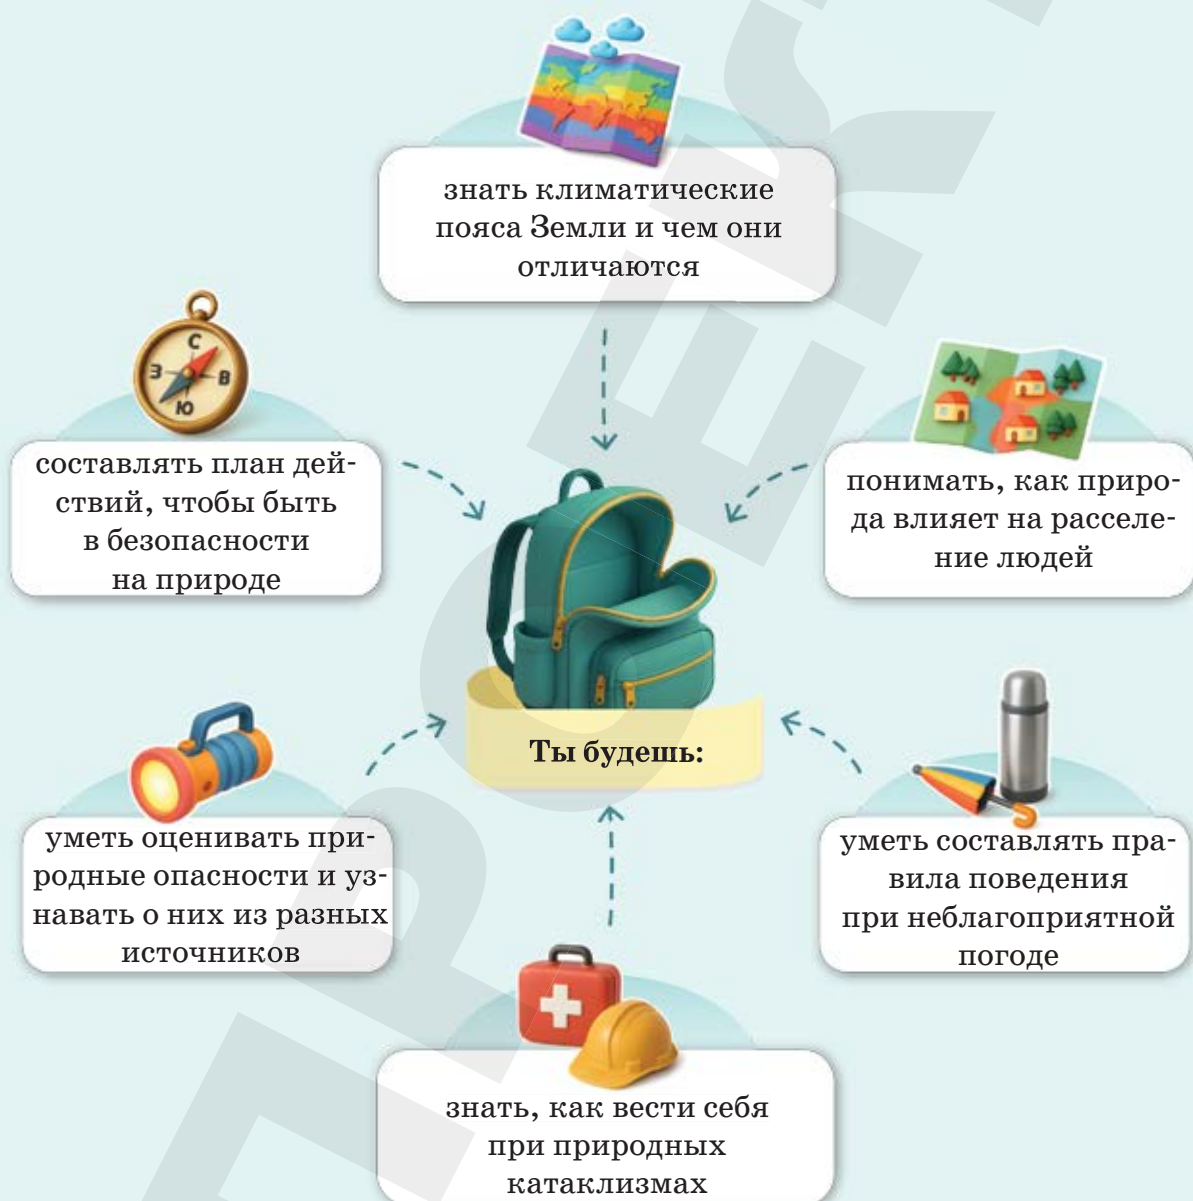 знать климатические
пояса Земли и чем они
отличаются
С
З
В
Ю
составлять план дей-
ствий, чтобы быть
в безопасности
на природе
понимать, как приро-
да влияет на расселе-
ние людей
Ты будешь:
уметь оценивать при-
родные опасности и уз-
навать о них из разных
источников
уметь составлять пра-
вила поведения
при неблагоприятной
погоде
знать, как вести себя
при природных
катаклизмах